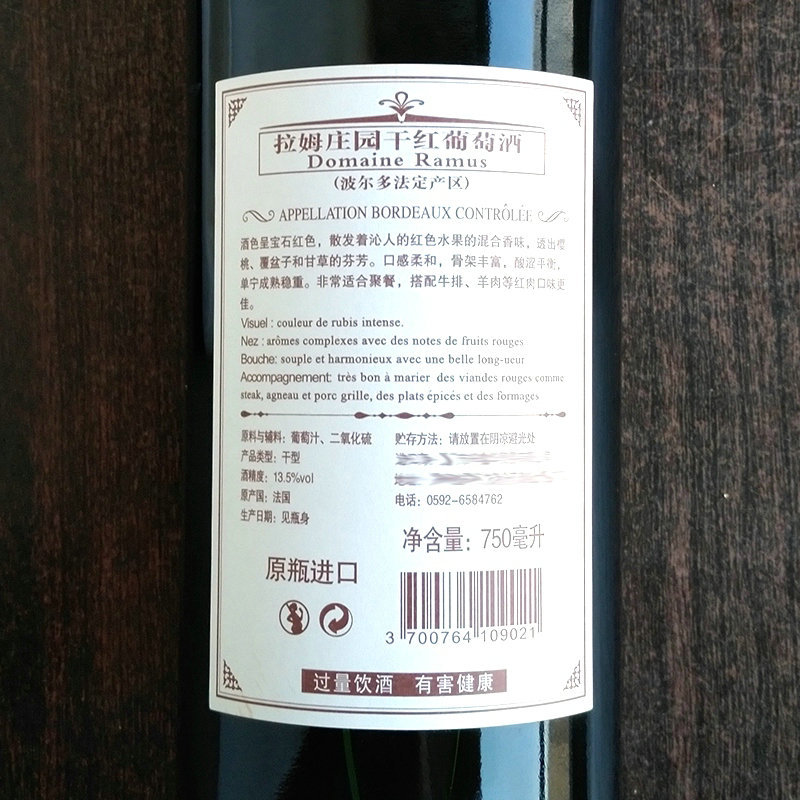 拉姆庄园干红葡萄酒
Domaine Ramus
(波尔多法定产区)
APPELLATION BORDEAUX CONTRÔLÉE
酒色呈宝石红色，散发着沁人的红色水果的混合香味，透出樱
桃、覆盆子和甘草的芬芳。口感柔和，骨架丰富，酸涩平衡，
单宁成熟稳重。非常适合聚餐，搭配牛排、羊肉等红肉口味更
佳。
Visuel : couleur de rubis intense.
Nez : arômes complexes avec des notes de fruits rouges
Bouche: souple et harmonieux avec une belle long-ueur
Accompagnement: très bon à marier des viandes rouges comme
steak, agneau et porc grille, des plats épicés et des formages
原料与辅料：葡萄汁、二氧化硫
产品类型：干型
酒精度：13.5%vol
原产国：法国
生产日期：见瓶身
贮存方法：请放置在阴凉避光处
电话：0592-6584762
净含量：750毫升
原瓶进口
3 700764 109021
过量饮酒 有害健康